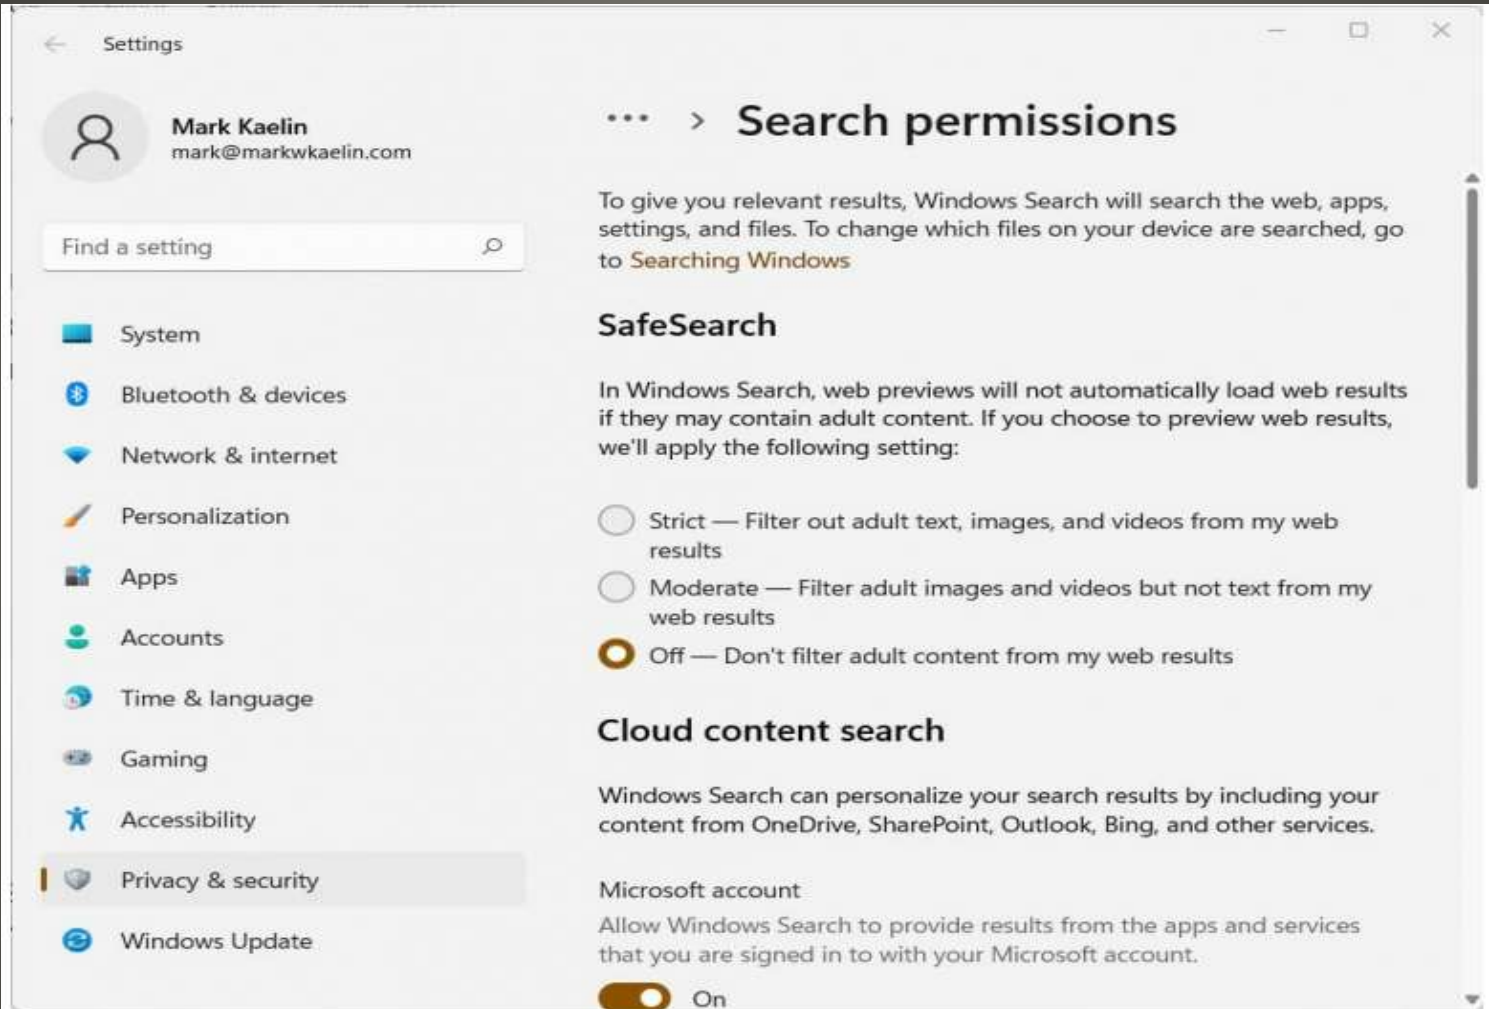 Settings
Mark Kaelin
mark@markwkaelin.com
Find a setting
System
Bluetooth & devices
Network & internet
Personalization
Apps
Accounts
Time & language
Gaming
Accessibility
Privacy & security
Windows Update
... > Search permissions
To give you relevant results, Windows Search will search the web, apps,
settings, and files. To change which files on your device are searched, go
to Searching Windows
SafeSearch
In Windows Search, web previews will not automatically load web results
if they may contain adult content. If you choose to preview web results,
we'll apply the following setting:
Strict — Filter out adult text, images, and videos from my web
results
Moderate — Filter adult images and videos but not text from my
web results
Off — Don't filter adult content from my web results
Cloud content search
Windows Search can personalize your search results by including your
content from OneDrive, SharePoint, Outlook, Bing, and other services.
Microsoft account
Allow Windows Search to provide results from the apps and services
that you are signed in to with your Microsoft account.
On